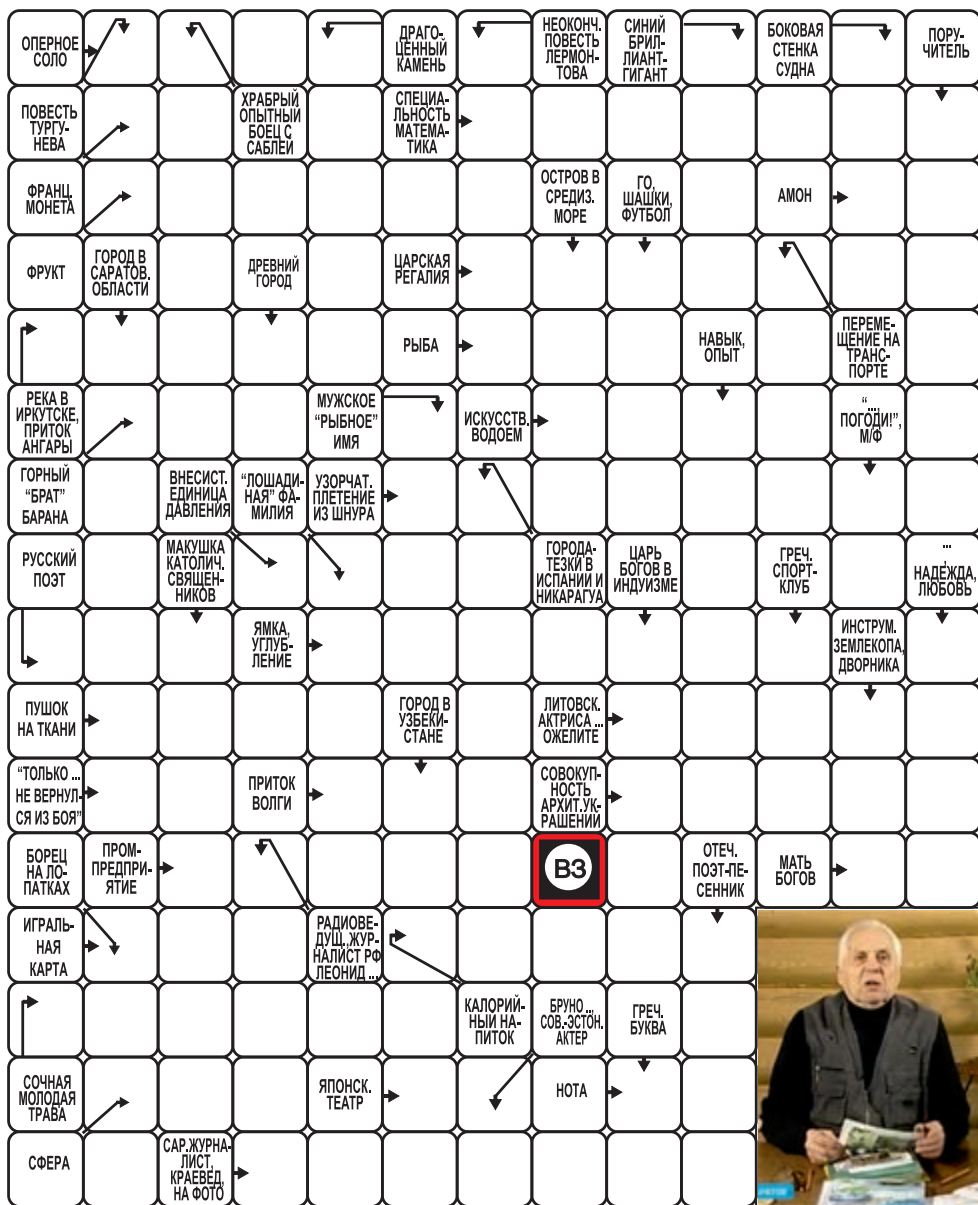 ОПЕРНОЕ
СОЛО
ДРАГО-
ЦЕННЫЙ
КАМЕНЬ
НЕОКОНЧ.
ПОВЕСТЬ
ЛЕРМОН-
ТОВА
СИНИЙ
БРИЛ-
ЛИАНТ-
ГИГАНТ
БОКОВАЯ
СТЕНКА
СУДНА
ПОРУ-
ЧИТЕЛЬ
ПОВЕСТЬ
ТУРГУ-
НЕВА
ХРАБРЫЙ
ОПЫТНЫЙ
БОЕЦ С
САБЛЕЙ
СПЕЦИА-
ЛЬНОСТЬ
МАТЕМА-
ТИКА
ФРАНЦ.
МОНЕТА
ОСТРОВ В
СРЕДИЗ.
МОРЕ
ГО,
ШАШКИ,
ФУТБОЛ
АМОН
ФРУКТ
ГОРОД В
САРАТОВ.
ОБЛАСТИ
ДРЕВНИЙ
ГОРОД
ЦАРСКАЯ
РЕГАЛИЯ
РЫБА
НАВЫК,
ОПЫТ
ПЕРЕМЕ-
ЩЕНИЕ НА
ТРАНС-
ПОРТЕ
РЕКА В
ИРКУТСКЕ,
ПРИТОК
АНГАРЫ
МУЖСКОЕ
“РЫБНОЕ”
ИМЯ
ИСКУССТВ.
ВОДОЕМ
“ ...
ПОГОДИ!”,
М/Ф
ГОРНЫЙ
“БРАТ”
БАРАНА
ВНЕСИСТ.
ЕДИНИЦА
ДАВЛЕНИЯ
“ЛОШАДИ-
НАЯ” ФА-
МИЛИЯ
УЗОРЧАТ.
ПЛЕТЕНИЕ
ИЗ ШНУРА
РУССКИЙ
ПОЭТ
МАКУШКА
КАТОЛИЧ.
СВЯЩЕН-
НИКОВ
ГОРОДА-
ТЕЗКИ В
ИСПАНИИ И
НИКАРАГУА
ЦАРЬ
БОГОВ В
ИНДУИЗМЕ
ГРЕЧ.
СПОРТ-
КЛУБ
...
,
НАДЕЖДА,
ЛЮБОВЬ
ЯМКА,
УГЛУБ-
ЛЕНИЕ
ИНСТРУМ.
ЗЕМЛЕКОПА,
ДВОРНИКА
ПУШОК
НА ТКАНИ
ГОРОД В
УЗБЕКИ-
СТАНЕ
ЛИТОВСК.
АКТРИСА ...
ОЖЕЛИТЕ
“ТОЛЬКО ...
НЕ ВЕРНУЛ-
СЯ ИЗ БОЯ”
ПРИТОК
ВОЛГИ
СОВОКУП-
НОСТЬ
АРХИТ.УК-
РАШЕНИЙ
БОРЕЦ
НА ЛО-
ПАТКАХ
ПРОМ-
ПРЕДПРИ-
ЯТИЕ
ВЗ
ОТЕЧ.
ПОЭТ-ПЕ-
СЕННИК
МАТЬ
БОГОВ
ИГРАЛЬ-
НАЯ
КАРТА
РАДИОВЕ-
ДУЩ.,ЖУР-
НАЛИСТ РФ
ЛЕОНИД ...
КАЛОРИЙ-
НЫЙ НА-
ПИТОК
БРУНО ...,
СОВ.-ЭСТОН.
АКТЕР
ГРЕЧ.
БУКВА
СОЧНАЯ
МОЛОДАЯ
ТРАВА
ЯПОНСК.
ТЕАТР
НОТА
СФЕРА
САР.ЖУРНА-
ЛИСТ,
КРАЕВЕД,
НА ФОТО